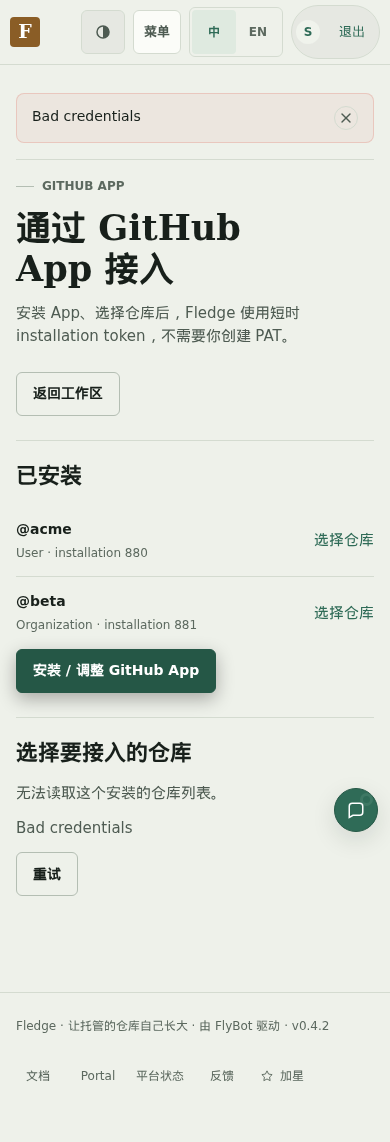 F
菜单
中
EN
S
退出
Bad credentials
GITHUB APP
通过 GitHub
App 接入
安装 App、选择仓库后，Fledge 使用短时
installation token，不需要你创建 PAT。
返回工作区
已安装
@acme
User · installation 880
选择仓库
@beta
Organization · installation 881
选择仓库
安装 / 调整 GitHub App
选择要接入的仓库
无法读取这个安装的仓库列表。
Bad credentials
重试
Fledge · 让托管的仓库自己长大 · 由 FlyBot 驱动 · v0.4.2
文档
Portal
平台状态
反馈
加星